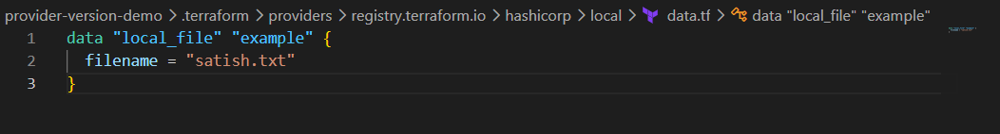 provider-version-demo > .terraform > providers > registry.terraform.io > hashicorp > local > data.tf > data "local_file" "example"
1 data "local_file" "example" {
2 filename = "satish.txt"
3 }